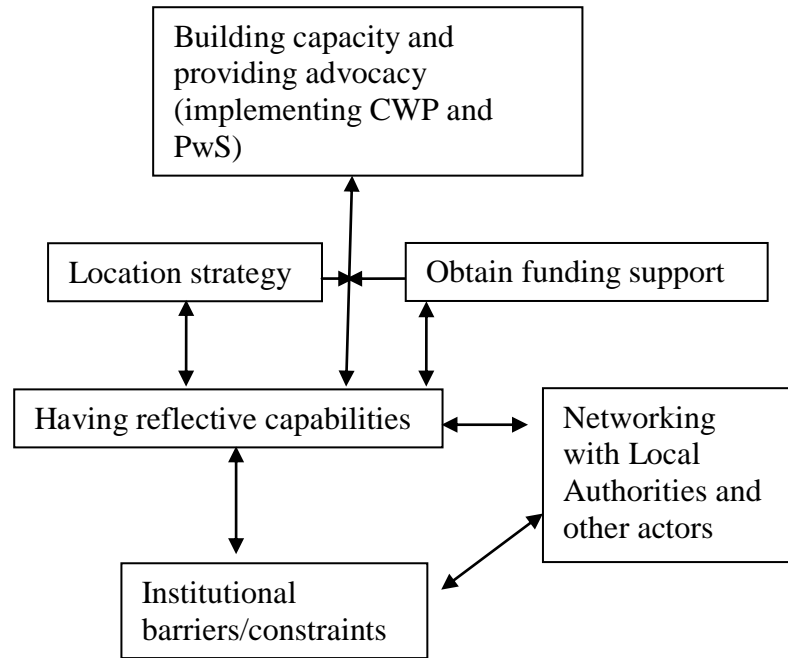 Building capacity and
providing advocacy
(implementing CWP and
PwS)
Location strategy
Obtain funding support
Having reflective capabilities
Networking
with Local
Authorities and
other actors
Institutional
barriers/constraints